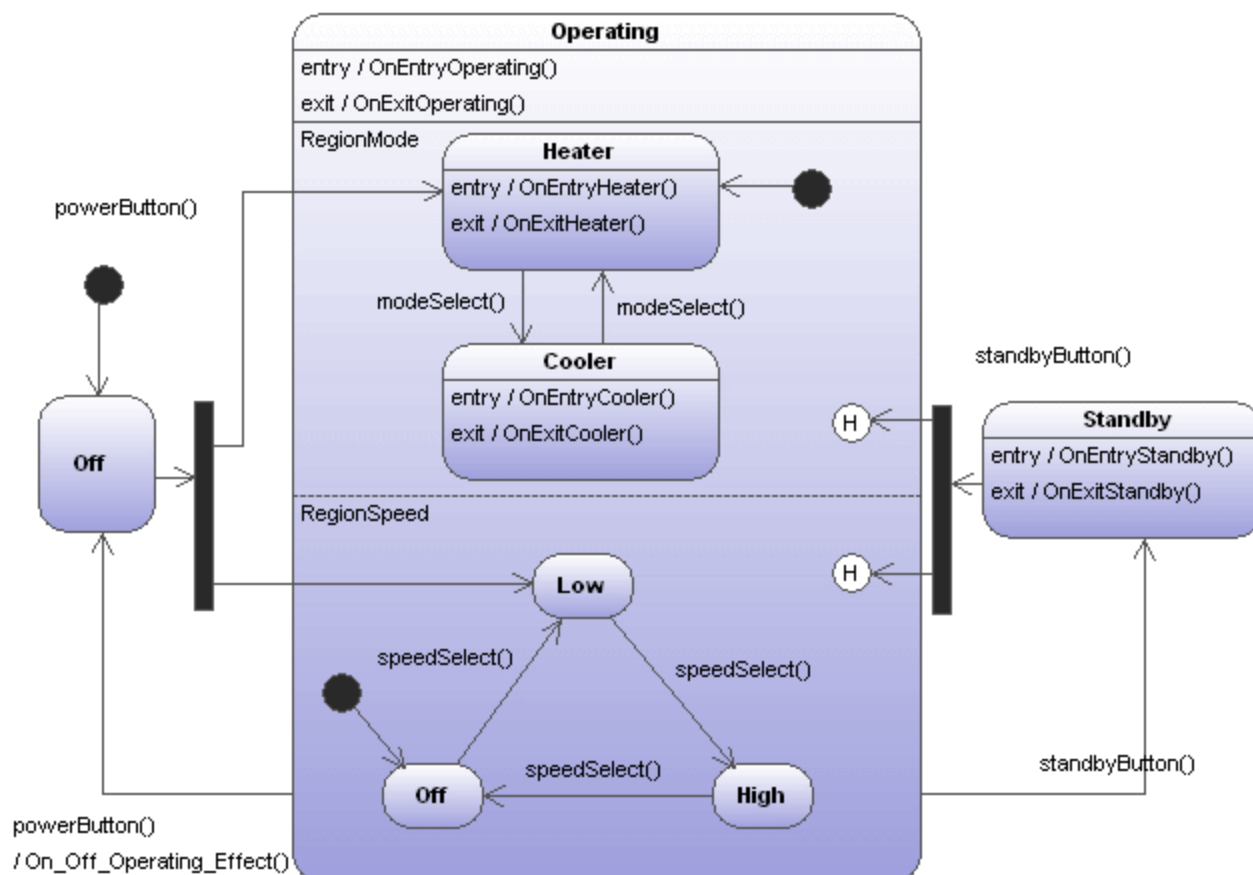 Operating
entry / OnEntryOperating()
exit / OnExitOperating()
RegionMode
Heater
entry / OnEntryHeater()
exit / OnExitHeater()
powerButton()
modeSelect()
modeSelect()
Cooler
entry / OnEntryCooler()
exit / OnExitCooler()
standbyButton()
H
Standby
entry / OnEntryStandby()
exit / OnExitStandby()
Off
RegionSpeed
Low
H
speedSelect()
speedSelect()
speedSelect()
Off
High
standbyButton()
powerButton()
/ On_Off_Operating_Effect()